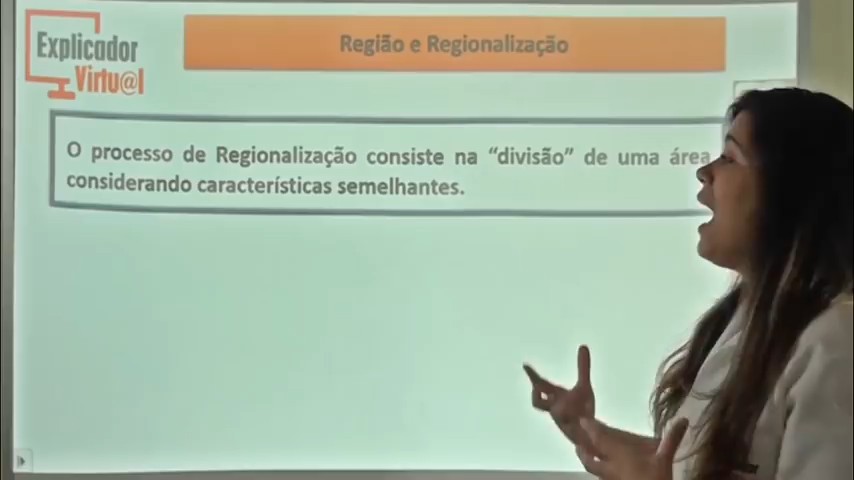 Explicador
Virtu@l
Região e Regionalização
O processo de Regionalização consiste na “divisão” de uma área
considerando características semelhantes.